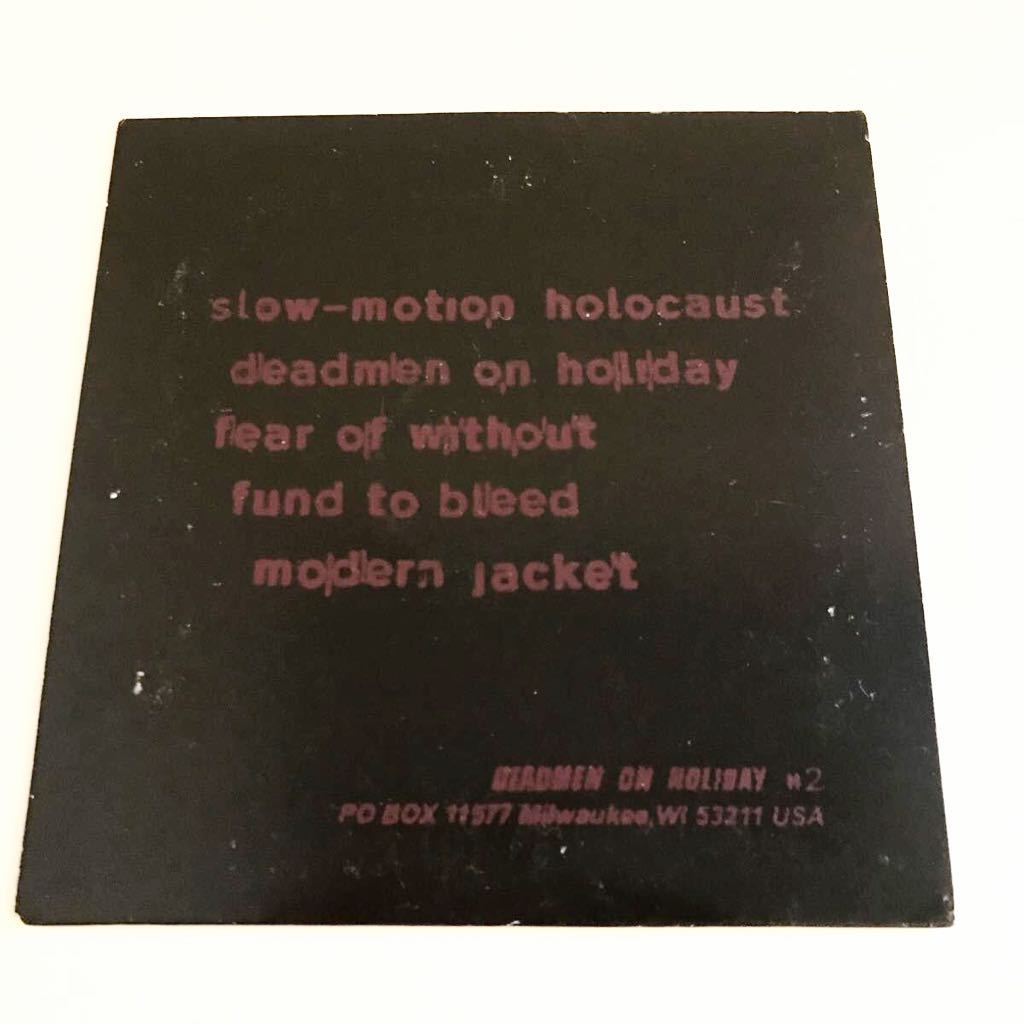 slow-motion holocaust
deadmen on holiday
fear of without
fund to bleed
modern jacket
DEADMEN ON HOLIDAY #2
PO BOX 11577 Milwaukee, WI 53211 USA